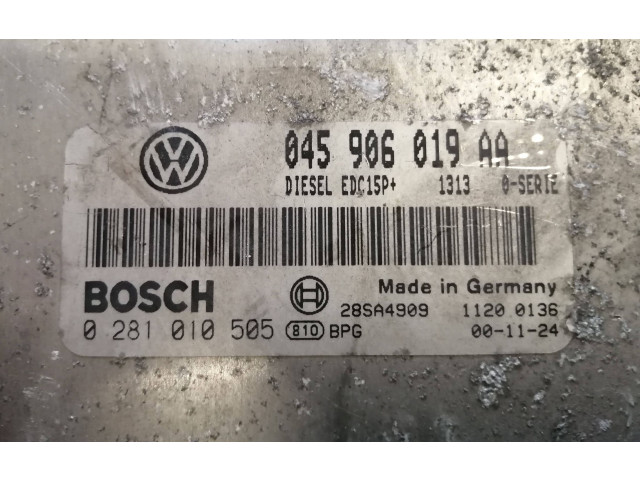 VW
045 906 019 AA
DIESEL EDC15P+ 1313 0-SERIE
BOSCH
Made in Germany
28SA4909 1120 0136
0 281 010 505 810 BPG 00-11-24